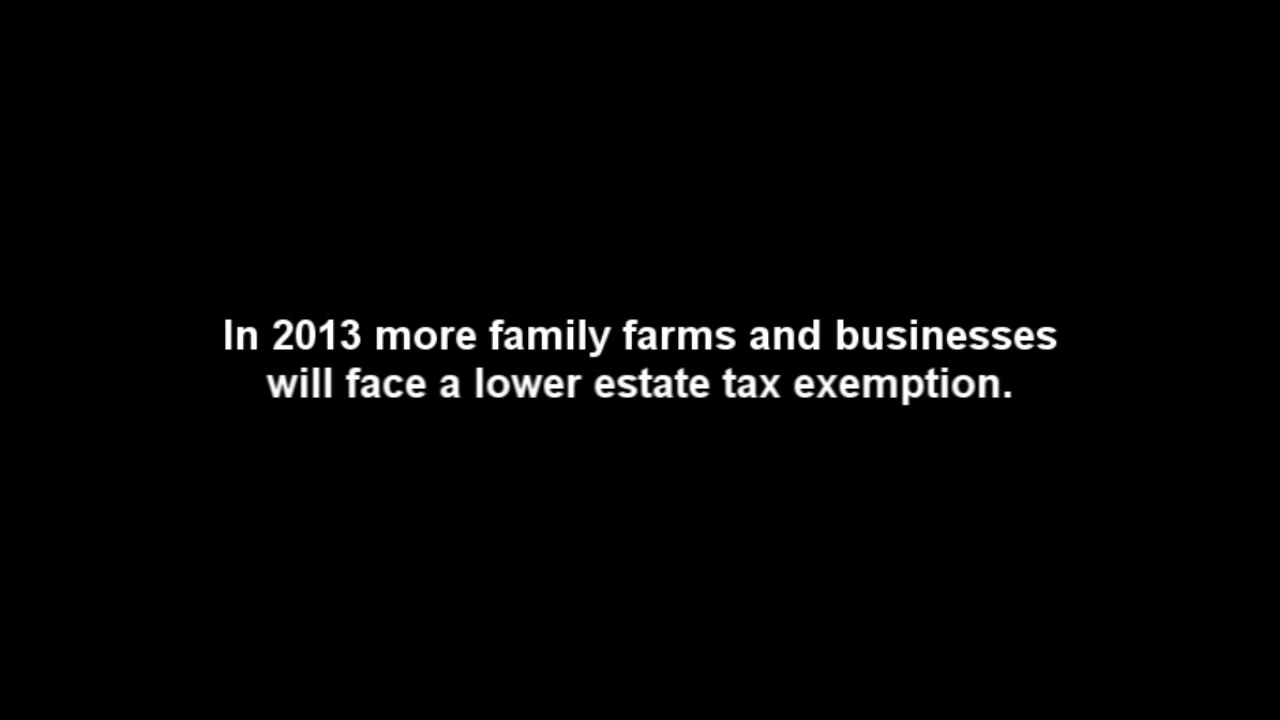 In 2013 more family farms and businesses
will face a lower estate tax exemption.